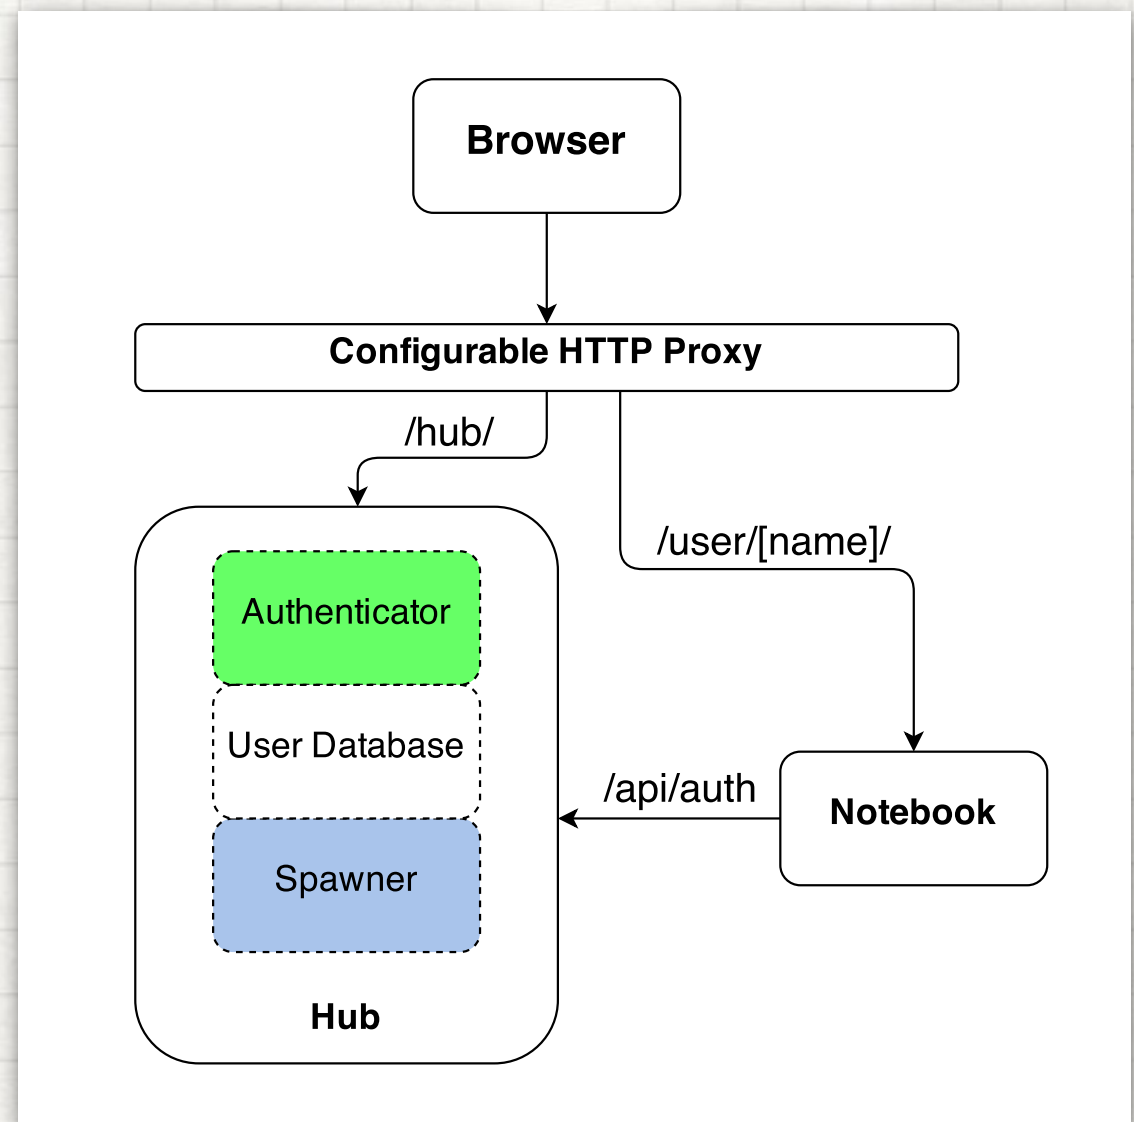 Browser
Configurable HTTP Proxy
/hub/
/user/[name]/
Authenticator
User Database
/api/auth
Notebook
Spawner
Hub